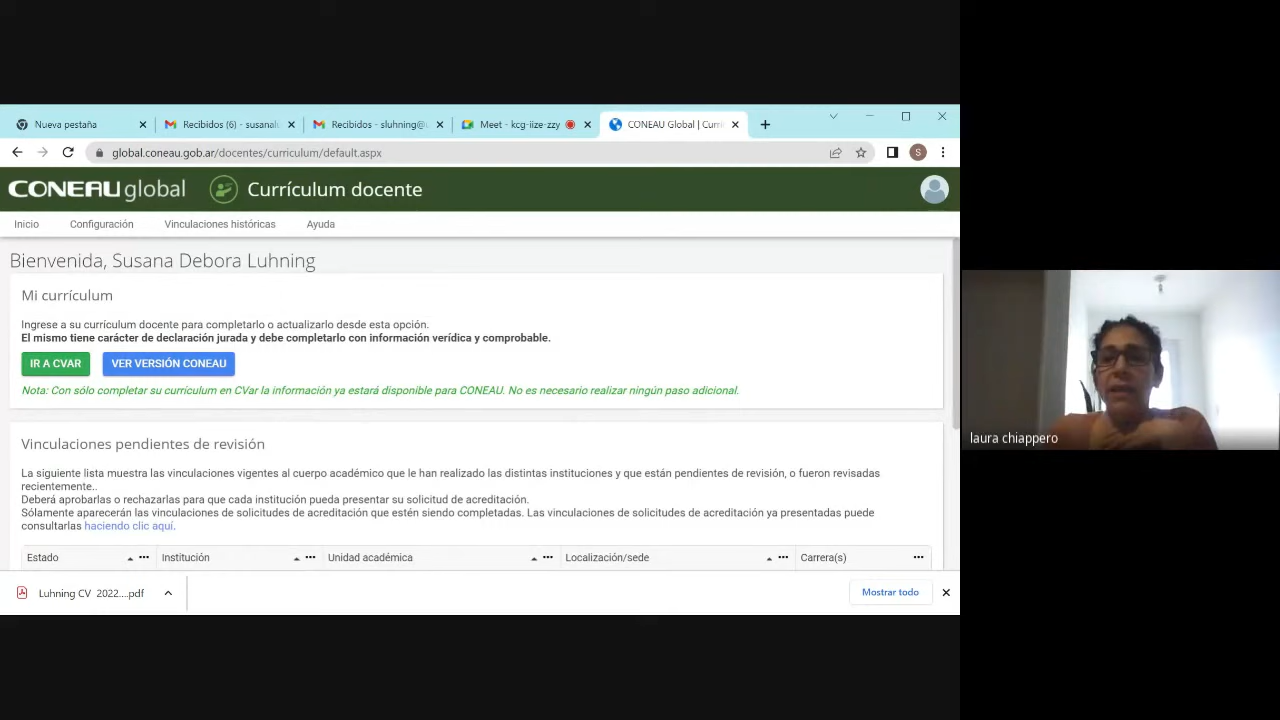 Nueva pestaña
Recibidos (6) - susanal
Recibidos - sluhning@
Meet - kcg-iize-zzy
CONEAU Global | Curri
global.coneau.gob.ar/docentes/curriculum/default.aspx
S
CONEAU global
Currículum docente
Inicio
Configuración
Vinculaciones históricas
Ayuda
Bienvenida, Susana Debora Luhning
Mi currículum
Ingrese a su currículum docente para completarlo o actualizarlo desde esta opción.
El mismo tiene carácter de declaración jurada y debe completarlo con información verídica y comprobable.
IR A CVAR
VER VERSIÓN CONEAU
Nota: Con sólo completar su currículum en CVar la información ya estará disponible para CONEAU. No es necesario realizar ningún paso adicional.
Vinculaciones pendientes de revisión
La siguiente lista muestra las vinculaciones vigentes al cuerpo académico que le han realizado las distintas instituciones y que están pendientes de revisión, o fueron revisadas
recientemente..
Deberá aprobarlas o rechazarlas para que cada institución pueda presentar su solicitud de acreditación.
Sólamente aparecerán las vinculaciones de solicitudes de acreditación que estén siendo completadas. Las vinculaciones de solicitudes de acreditación ya presentadas puede
consultarlas haciendo clic aquí.
Estado
Institución
Unidad académica
Localización/sede
Carrera(s)
Luhning CV 2022....pdf
Mostrar todo
laura chiappero